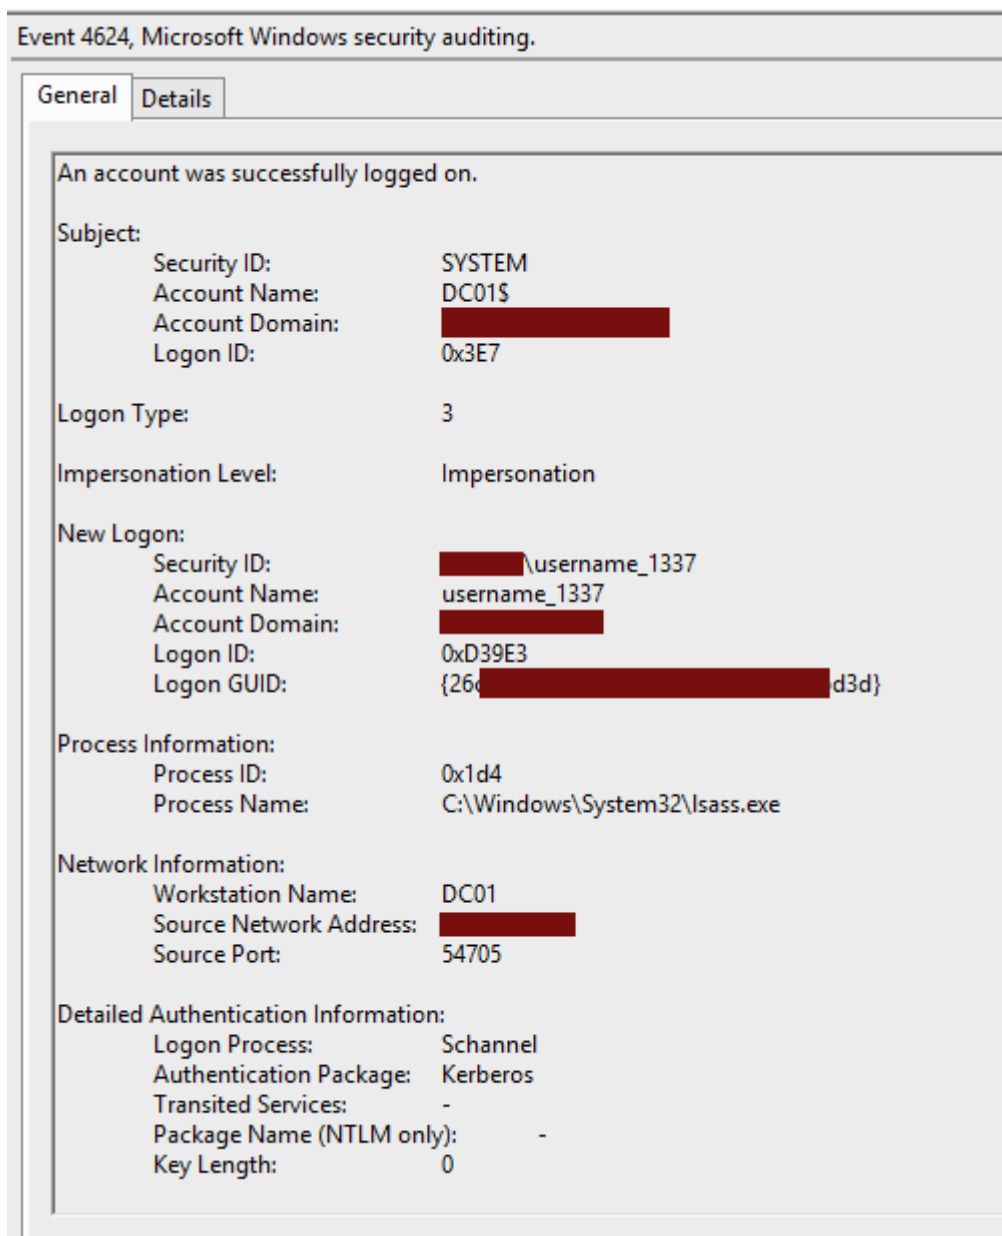 Event 4624, Microsoft Windows security auditing.
General Details
An account was successfully logged on.
Subject:
Security ID: SYSTEM
Account Name: DC01$
Account Domain:
Logon ID: 0x3E7
Logon Type: 3
Impersonation Level: Impersonation
New Logon:
Security ID: \username_1337
Account Name: username_1337
Account Domain:
Logon ID: 0xD39E3
Logon GUID: {26 d3d}
Process Information:
Process ID: 0x1d4
Process Name: C:\Windows\System32\lsass.exe
Network Information:
Workstation Name: DC01
Source Network Address:
Source Port: 54705
Detailed Authentication Information:
Logon Process: Schannel
Authentication Package: Kerberos
Transited Services: -
Package Name (NTLM only): -
Key Length: 0